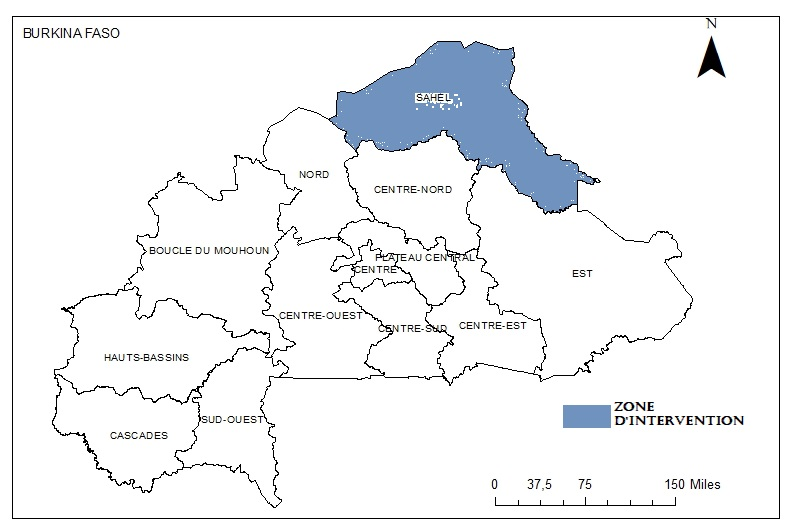 BURKINA FASO
N
SAHEL
NORD
CENTRE-NORD
BOUCLE DU MOUHOUN
PLATEAU CENTRAL
CENTRE
EST
CENTRE-OUEST
CENTRE-SUD
CENTRE-EST
HAUTS-BASSINS
SUD-OUEST
CASCADES
ZONE
D'INTERVENTION
0 37,5 75 150 Miles